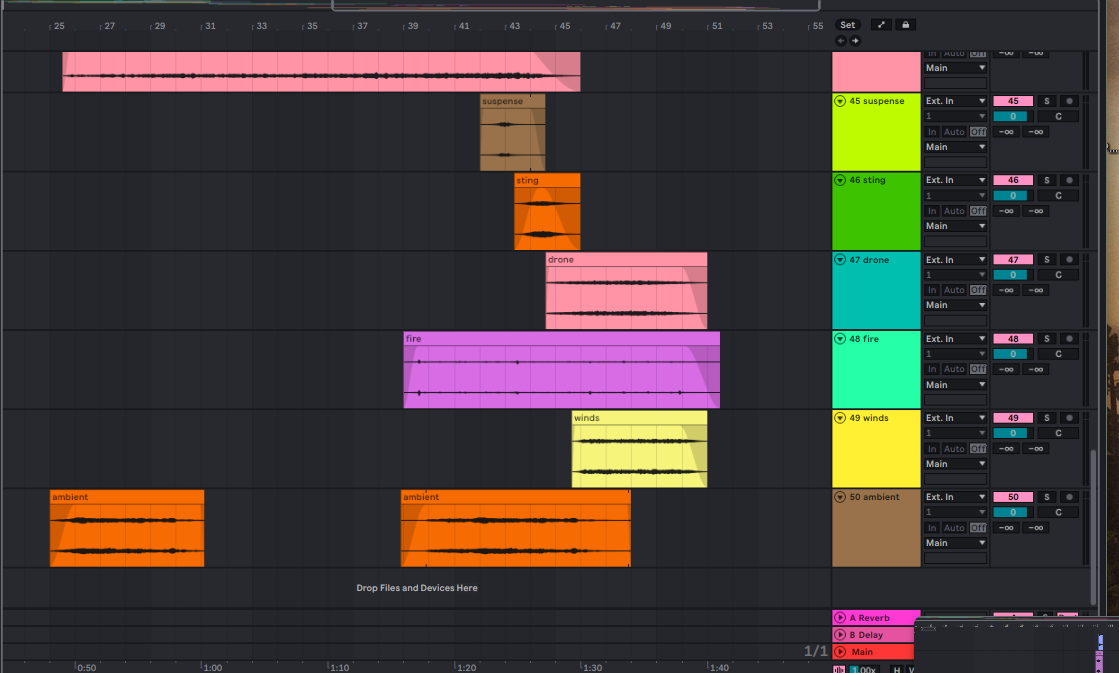 25 27 29 31 33 35 37 39 41 43 45 47 49 51 53 55 Set
In Auto Off -∞ -∞
Main
suspense 45 suspense Ext. In 45 S
1 0 C
In Auto Off -∞ -∞
Main
sting 46 sting Ext. In 46 S
1 0 C
In Auto Off -∞ -∞
Main
drone 47 drone Ext. In 47 S
1 0 C
In Auto Off -∞ -∞
Main
fire 48 fire Ext. In 48 S
1 0 C
In Auto Off -∞ -∞
Main
winds 49 winds Ext. In 49 S
1 0 C
In Auto Off -∞ -∞
Main
ambient ambient 50 ambient Ext. In 50 S
1 0 C
In Auto Off -∞ -∞
Main
Drop Files and Devices Here
A Reverb
B Delay
1/1 Main
0:50 1:00 1:10 1:20 1:30 1:40 1.00x H